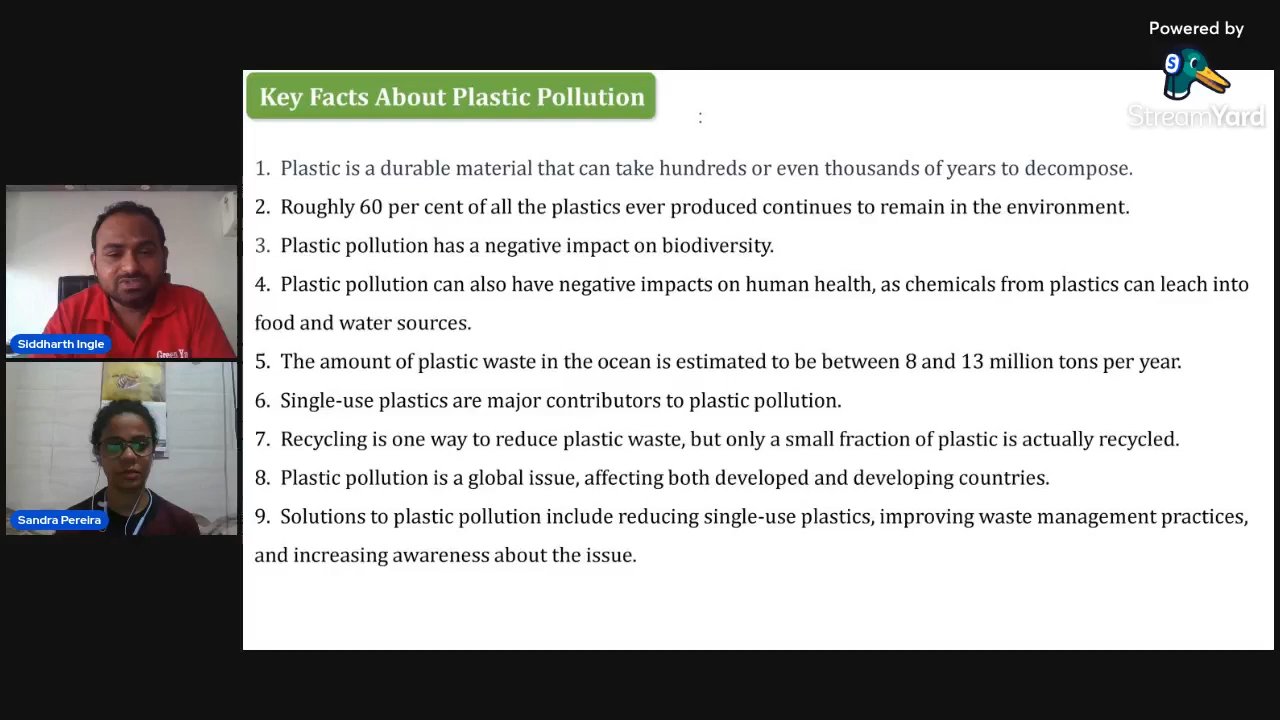 Powered by
S
StreamYard
Key Facts About Plastic Pollution
:
1. Plastic is a durable material that can take hundreds or even thousands of years to decompose.
2. Roughly 60 per cent of all the plastics ever produced continues to remain in the environment.
3. Plastic pollution has a negative impact on biodiversity.
4. Plastic pollution can also have negative impacts on human health, as chemicals from plastics can leach into
food and water sources.
5. The amount of plastic waste in the ocean is estimated to be between 8 and 13 million tons per year.
6. Single-use plastics are major contributors to plastic pollution.
7. Recycling is one way to reduce plastic waste, but only a small fraction of plastic is actually recycled.
8. Plastic pollution is a global issue, affecting both developed and developing countries.
9. Solutions to plastic pollution include reducing single-use plastics, improving waste management practices,
and increasing awareness about the issue.
Green
Siddharth Ingle
Sandra Pereira